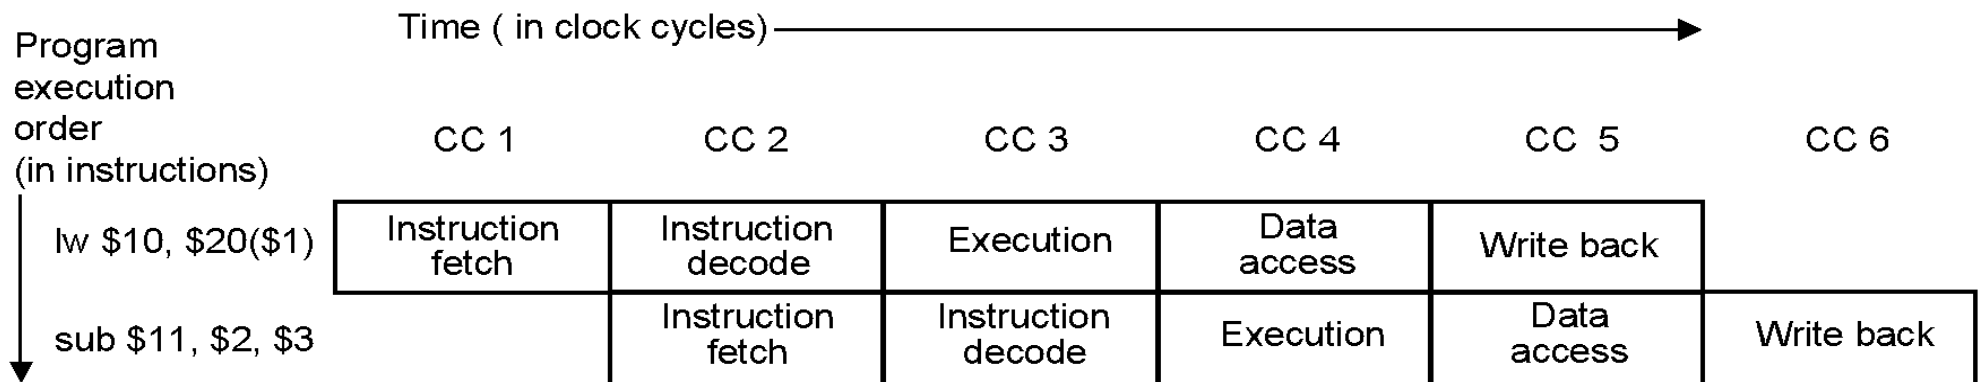 Time ( in clock cycles)
Program
execution
order
(in instructions)
CC 1 CC 2 CC 3 CC 4 CC 5 CC 6
lw $10, $20($1)
Instruction
fetch
Instruction
decode
Execution
Data
access
Write back
sub $11, $2, $3
Instruction
fetch
Instruction
decode
Execution
Data
access
Write back